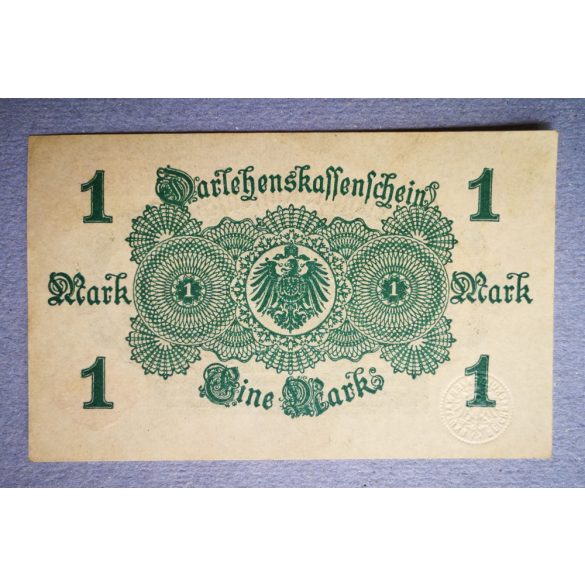 1 Darlehenskassenschein 1
Mark 1 1 Mark
1 Eine Mark 1